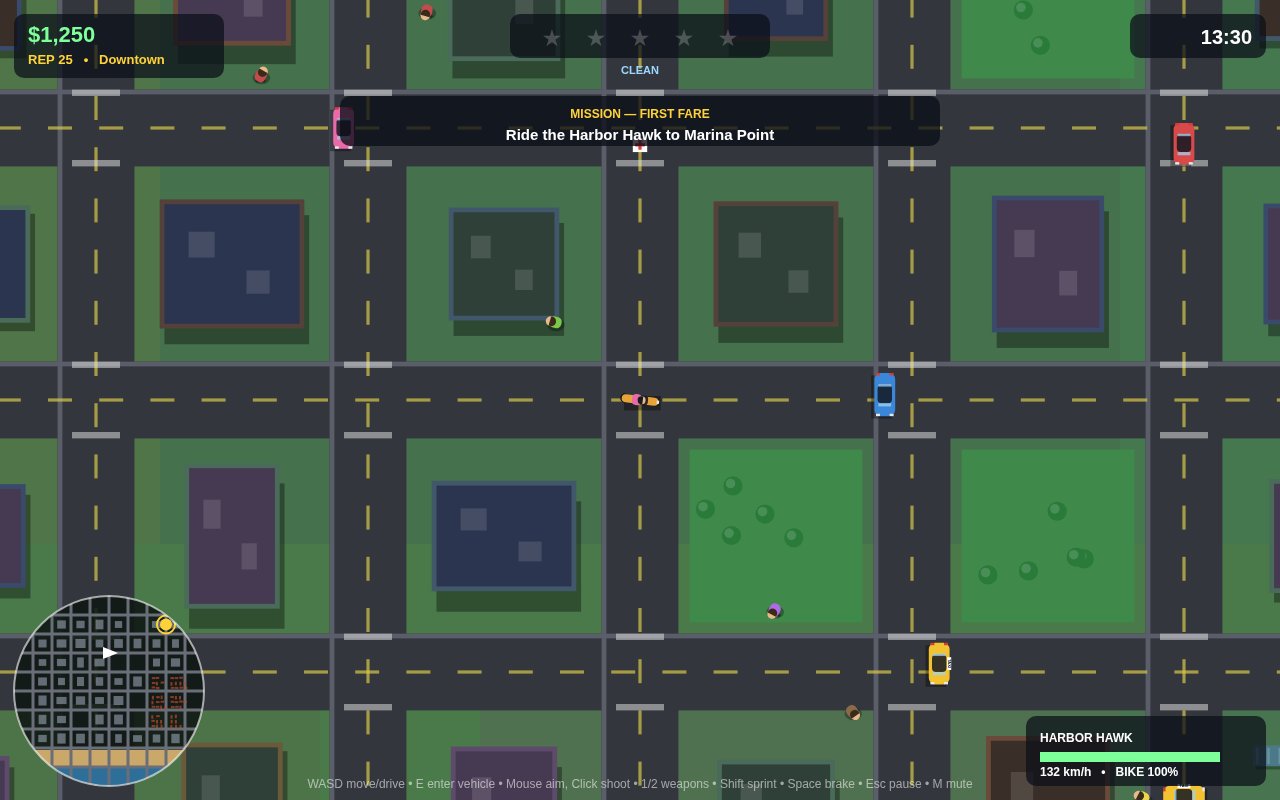 $1,250
REP 25 • Downtown
★ ★ ★ ★ ★
CLEAN
13:30
MISSION — FIRST FARE
Ride the Harbor Hawk to Marina Point
HARBOR HAWK
132 km/h • BIKE 100%
WASD move/drive • E enter vehicle • Mouse aim, Click shoot • 1/2 weapons • Shift sprint • Space brake • Esc pause • M mute